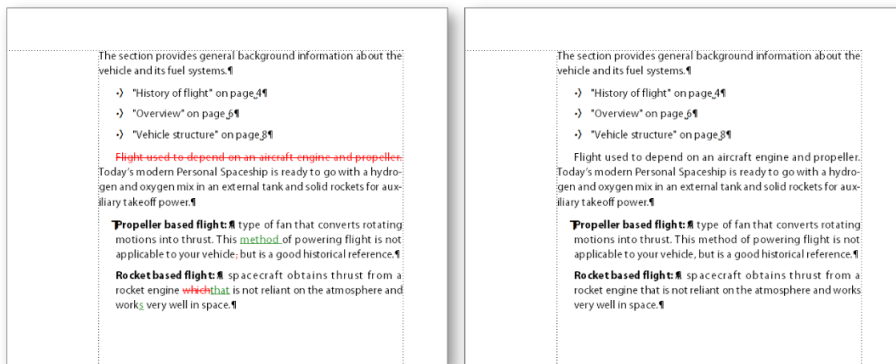 The section provides general background information about the
vehicle and its fuel systems.¶
"History of flight" on page 4¶
"Overview" on page 6¶
"Vehicle structure" on page 8¶
Flight used to depend on an aircraft engine and propeller.
Today's modern Personal Spaceship is ready to go with a hydro-
gen and oxygen mix in an external tank and solid rockets for aux-
iliary takeoff power.¶
Propeller based flight: ¶A type of fan that converts rotating
motions into thrust. This method of powering flight is not
applicable to your vehicle, but is a good historical reference.¶
Rocket based flight: ¶A spacecraft obtains thrust from a
rocket engine whichthat is not reliant on the atmosphere and
works very well in space.¶
The section provides general background information about the
vehicle and its fuel systems.¶
"History of flight" on page 4¶
"Overview" on page 6¶
"Vehicle structure" on page 8¶
Flight used to depend on an aircraft engine and propeller.
Today's modern Personal Spaceship is ready to go with a hydro-
gen and oxygen mix in an external tank and solid rockets for aux-
iliary takeoff power.¶
Propeller based flight: ¶A type of fan that converts rotating
motions into thrust. This method of powering flight is not
applicable to your vehicle, but is a good historical reference.¶
Rocket based flight: ¶A spacecraft obtains thrust from a
rocket engine that is not reliant on the atmosphere and works
very well in space.¶